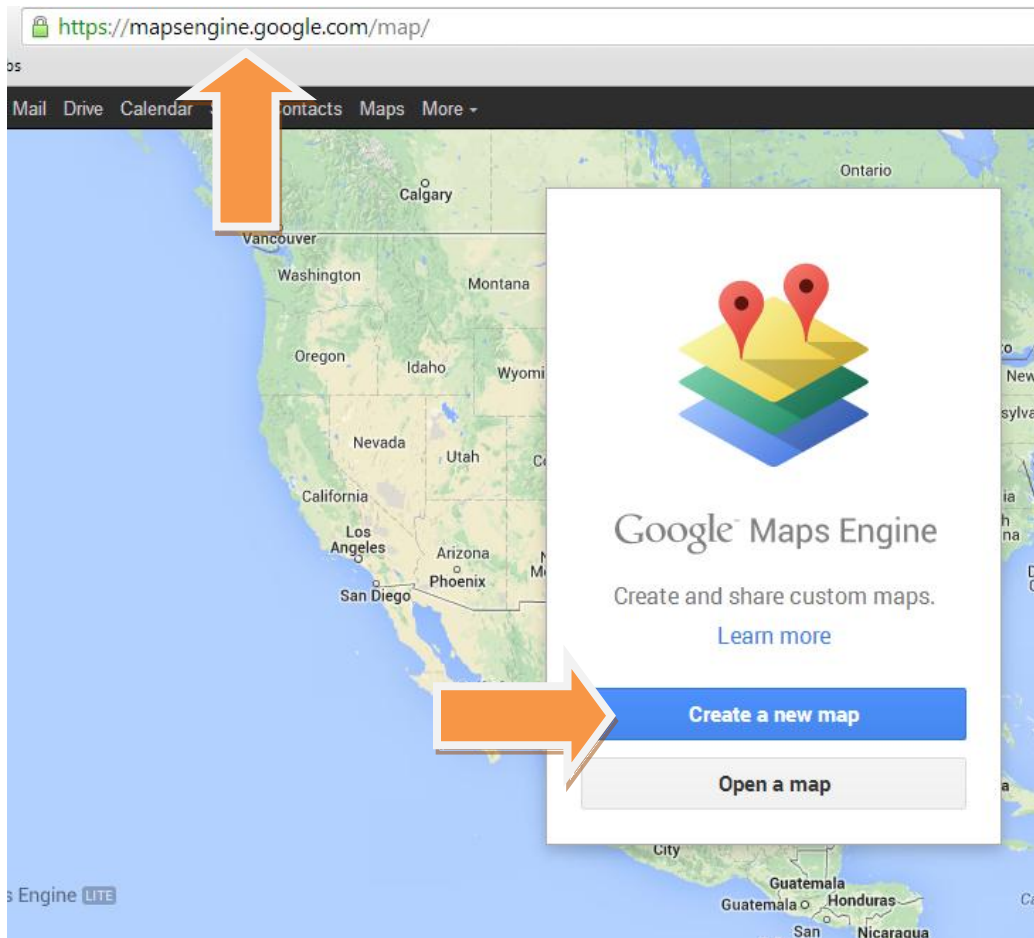 https://mapsengine.google.com/map/
Mail Drive Calendar Contacts Maps More
Ontario
Calgary
Vancouver
Washington
Montana
Oregon
Idaho
Nevada
Utah
California
Los
Angeles
Arizona
Phoenix
San Diego
Google Maps Engine
Create and share custom maps.
Learn more
Create a new map
Open a map
City
Guatemala
Guatemala Honduras
San Nicaragua
Engine LITE